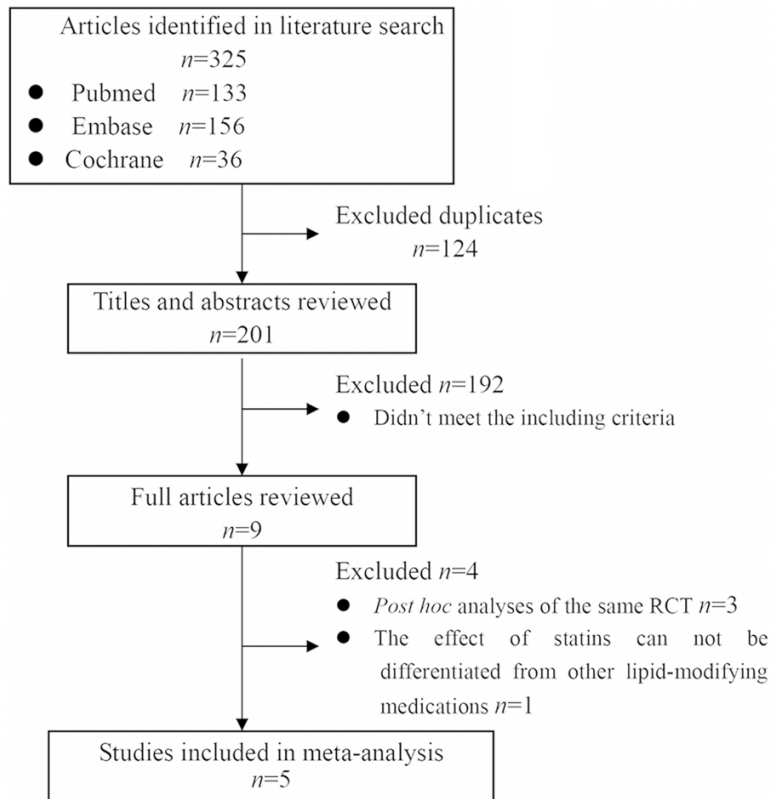 Articles identified in literature search
n=325
● Pubmed n=133
● Embase n=156
● Cochrane n=36
Excluded duplicates
n=124
Titles and abstracts reviewed
n=201
Excluded n=192
● Didn't meet the including criteria
Full articles reviewed
n=9
Excluded n=4
● Post hoc analyses of the same RCT n=3
● The effect of statins can not be
differentiated from other lipid-modifying
medications n=1
Studies included in meta-analysis
n=5